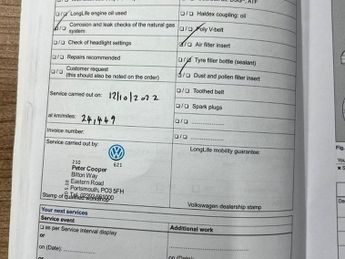 □/□ LongLife engine oil used
□/□ Haldex coupling: oil
□/□ Corrosion and leak checks of the natural gas
system
□/□ Poly V-belt
□/□ Air filter insert
□/□ Check of headlight settings
□/□ Tyre filler bottle (sealant)
□/□ Repairs recommended
□/□ Dust and pollen filter insert
□/□ Customer request
(this should also be noted on the order)
□/□ Toothed belt
Service carried out on: 12/10/2022
□/□ Spark plugs
□/□
at km/miles: 24,449
□/□
Invoice number:
Service carried out by:
LongLife mobility guarantee:
250 621
Peter Cooper
Bilton Way
Eastern Road
Portsmouth, PO3 5FH
Stamp of
Volkswagen dealership stamp
Your next services
Service event
Additional work
□ as per Service interval display
or
on (Date):
on (Date):
or